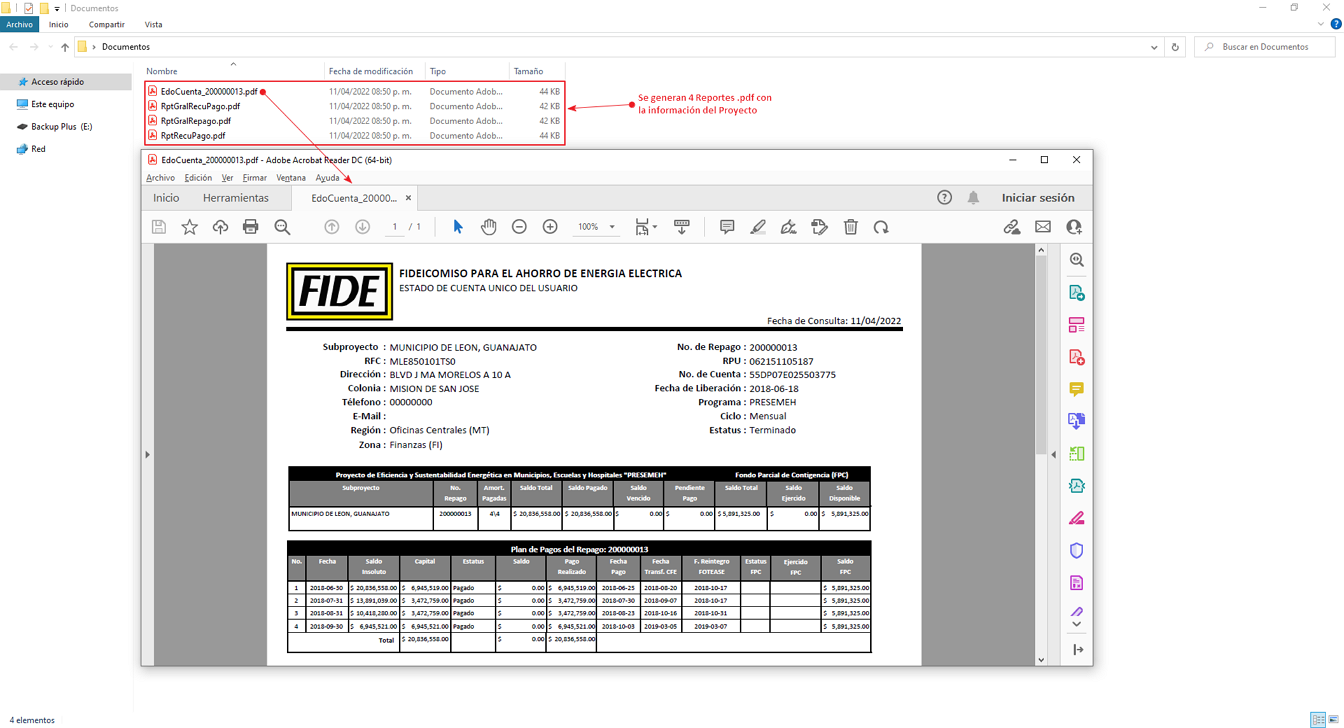 Documentos
Archivo Inicio Compartir Vista
Documentos
Buscar en Documentos
Acceso rápido
Este equipo
Backup Plus (E:)
Red
Nombre Fecha de modificación Tipo Tamaño
EdoCuenta_200000013.pdf 11/04/2022 08:50 p. m. Documento Adob... 44 KB
RptGralRecuPago.pdf 11/04/2022 08:50 p. m. Documento Adob... 42 KB
RptGralRepago.pdf 11/04/2022 08:50 p. m. Documento Adob... 42 KB
RptRecuPago.pdf 11/04/2022 08:50 p. m. Documento Adob... 44 KB
Se generan 4 Reportes .pdf con
la información del Proyecto
EdoCuenta_200000013.pdf - Adobe Acrobat Reader DC (64-bit)
Archivo Edición Ver Firmar Ventana Ayuda
Inicio Herramientas EdoCuenta_20000... × Iniciar sesión
1 / 1 100%
FIDE
FIDEICOMISO PARA EL AHORRO DE ENERGIA ELECTRICA
ESTADO DE CUENTA UNICO DEL USUARIO
Fecha de Consulta: 11/04/2022
Subproyecto : MUNICIPIO DE LEON, GUANAJATO
RFC : MLE850101TS0
Dirección : BLVD J MA MORELOS A 10 A
Colonia : MISION DE SAN JOSE
Télefono : 00000000
E-Mail :
Región : Oficinas Centrales (MT)
Zona : Finanzas (FI)
No. de Repago : 200000013
RPU : 062151105187
No. de Cuenta : 55DP07E025503775
Fecha de Liberación : 2018-06-18
Programa : PRESEMEH
Ciclo : Mensual
Estatus : Terminado
Proyecto de Eficiencia y Sustentabilidad Energética en Municipios, Escuelas y Hospitales "PRESEMEH" Fondo Parcial de Contigencia (FPC)
Subproyecto No. Repago Amort. Pagadas Saldo Total Saldo Pagado Saldo Vencido Pendiente Pago Saldo Total Saldo Ejercido Saldo Disponible
MUNICIPIO DE LEON, GUANAJATO 200000013 4\4 $ 20,836,558.00 $ 20,836,558.00 $ 0.00 $ 0.00 $ 5,891,325.00 $ 0.00 $ 5,891,325.00
Plan de Pagos del Repago: 200000013
No. Fecha Saldo Insoluto Capital Estatus Saldo Pago Realizado Fecha Pago Fecha Transf. CFE F. Reintegro FOTEASE Estatus FPC Ejercido FPC Saldo FPC
1 2018-06-30 $ 20,836,558.00 $ 6,945,519.00 Pagado $ 0.00 $ 6,945,519.00 2018-06-25 2018-08-20 2018-10-17 $ 5,891,325.00
2 2018-07-31 $ 13,891,039.00 $ 3,472,759.00 Pagado $ 0.00 $ 3,472,759.00 2018-07-30 2018-09-07 2018-10-17 $ 5,891,325.00
3 2018-08-31 $ 10,418,280.00 $ 3,472,759.00 Pagado $ 0.00 $ 3,472,759.00 2018-08-23 2018-10-16 2018-10-31 $ 5,891,325.00
4 2018-09-30 $ 6,945,521.00 $ 6,945,521.00 Pagado $ 0.00 $ 6,945,521.00 2018-10-03 2019-03-05 2019-03-07 $ 5,891,325.00
Total $ 20,836,558.00 $ 0.00 $ 20,836,558.00
4 elementos